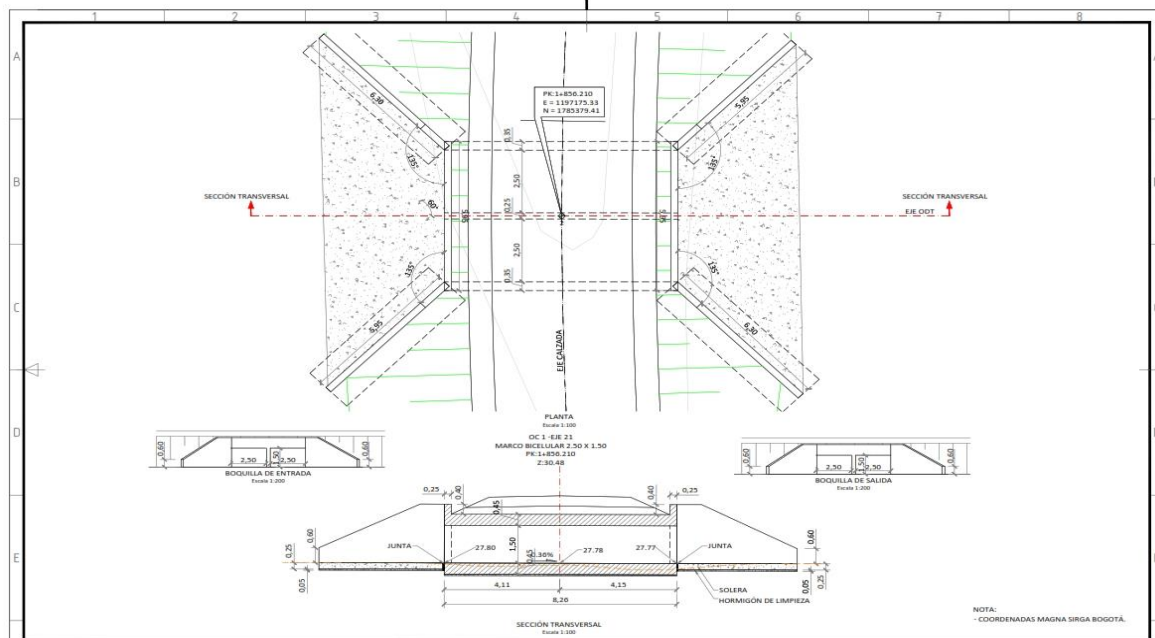 1 2 3 4 5 6 7 8
A
B
C
D
E
PK:1+856.210
E = 1197175.33
N = 1785379.41
6,30
5,95
135°
135°
0,35
2,50
0,25
2,50
0,35
SECCIÓN TRANSVERSAL
SECCIÓN TRANSVERSAL
EJE ODT
60°
135°
135°
5,95
6,30
EJE CALZADA
PLANTA
Escala 1:100
OC 1 -EJE 21
MARCO BICELULAR 2.50 X 1.50
PK:1+856.210
Z:30.48
0,60
2,50
1,50
2,50
0,60
BOQUILLA DE ENTRADA
Escala 1:200
0,60
2,50
1,50
2,50
0,60
BOQUILLA DE SALIDA
Escala 1:200
0,25
0,40
0,45
0,40
0,25
0,60
0,25
0,05
JUNTA
27.80
1,50
0.36%
27.78
27.77
JUNTA
0,60
0,05
0,25
4,11
4,15
8,26
SOLERA
HORMIGÓN DE LIMPIEZA
SECCIÓN TRANSVERSAL
Escala 1:100
NOTA:
- COORDENADAS MAGNA SIRGA BOGOTÁ.